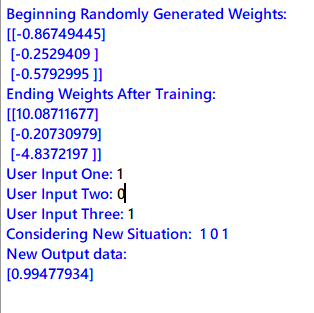 Beginning Randomly Generated Weights:
[[-0.86749445]
[-0.2529409 ]
[-0.5792995 ]]
Ending Weights After Training:
[[10.08711677]
[-0.20730979]
[-4.8372197 ]]
User Input One: 1
User Input Two: 0
User Input Three: 1
Considering New Situation:  1 0 1
New Output data:
[0.99477934]